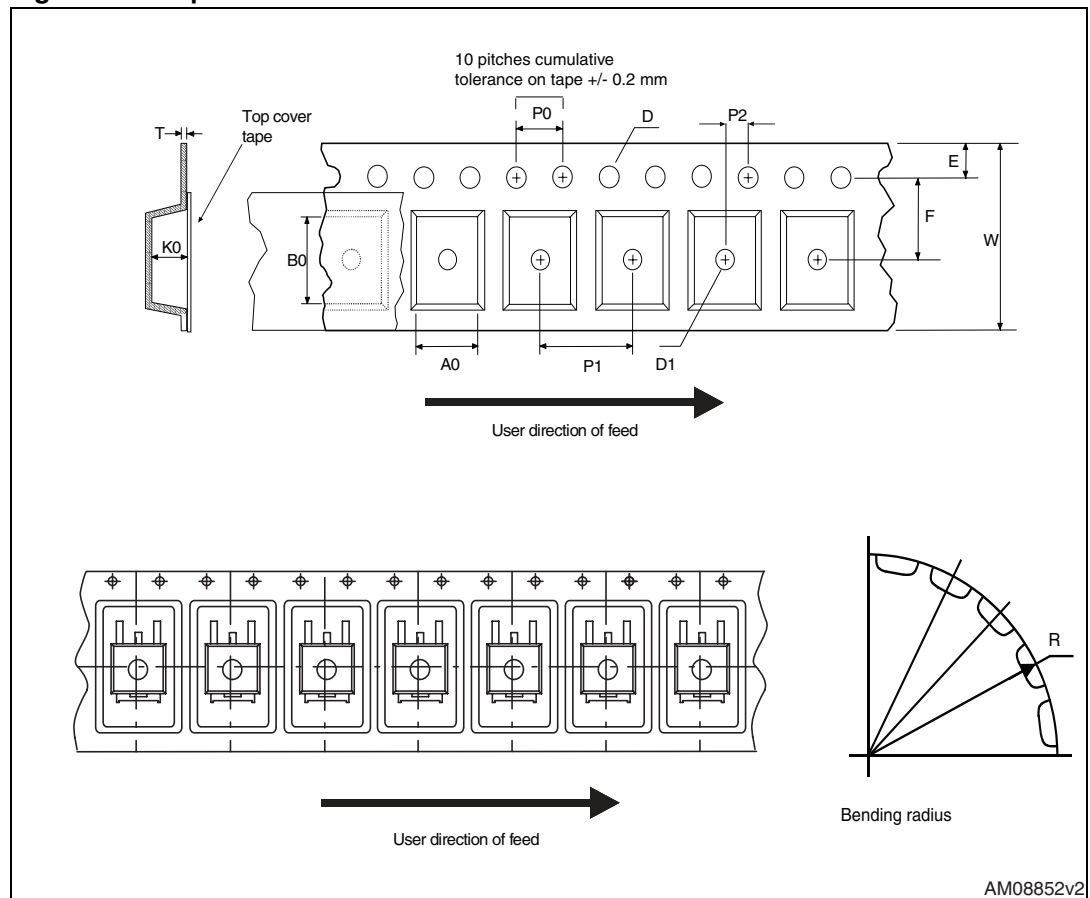 10 pitches cumulative
tolerance on tape +/- 0.2 mm
Top cover
tape
T
P0
D
P2
E
F
W
K0
B0
A0
P1
D1
User direction of feed
R
Bending radius
User direction of feed
AM08852v2